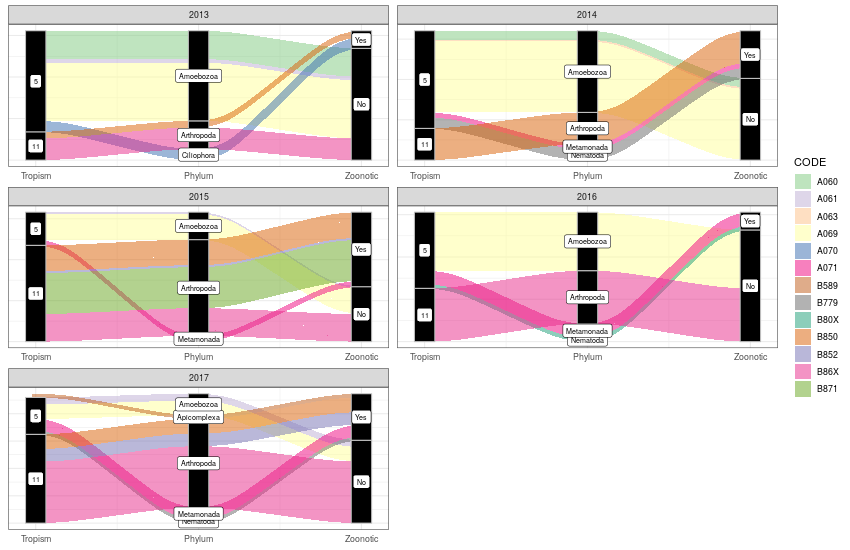 2013
5
11
Amoebozoa
Arthropoda
Ciliophora
Yes
No
Tropism
Phylum
Zoonotic
2014
5
11
Amoebozoa
Arthropoda
Metamonada
Nematoda
Yes
No
Tropism
Phylum
Zoonotic
2015
5
11
Amoebozoa
Arthropoda
Metamonada
Yes
No
Tropism
Phylum
Zoonotic
2016
5
11
Amoebozoa
Arthropoda
Metamonada
Nematoda
Yes
No
Tropism
Phylum
Zoonotic
2017
5
11
Amoebozoa
Apicomplexa
Arthropoda
Metamonada
Nematoda
Yes
No
Tropism
Phylum
Zoonotic
CODE
A060
A061
A063
A069
A070
A071
B589
B779
B80X
B850
B852
B86X
B871